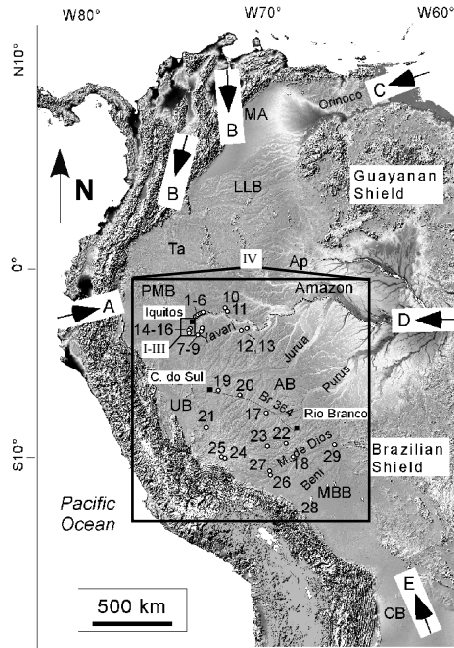 W80° W70° W60°
N10°
C
Orinoco
MA
B
LLB
B
Guayanan
Shield
N
Ta
IV
Ap
0°
PMB
Amazon
A
1-6
10
11
Iquitos
D
14-16
Yavari
I-III
7-9
12, 13
Jurua
C. do Sul
19
20
AB
Purus
Br 364
UB
17
Rio Branco
21
23
22
M. de Dios
Brazilian
Shield
25
24
18
29
S10°
27
26
Beni
MBB
Pacific
Ocean
28
500 km
E
CB